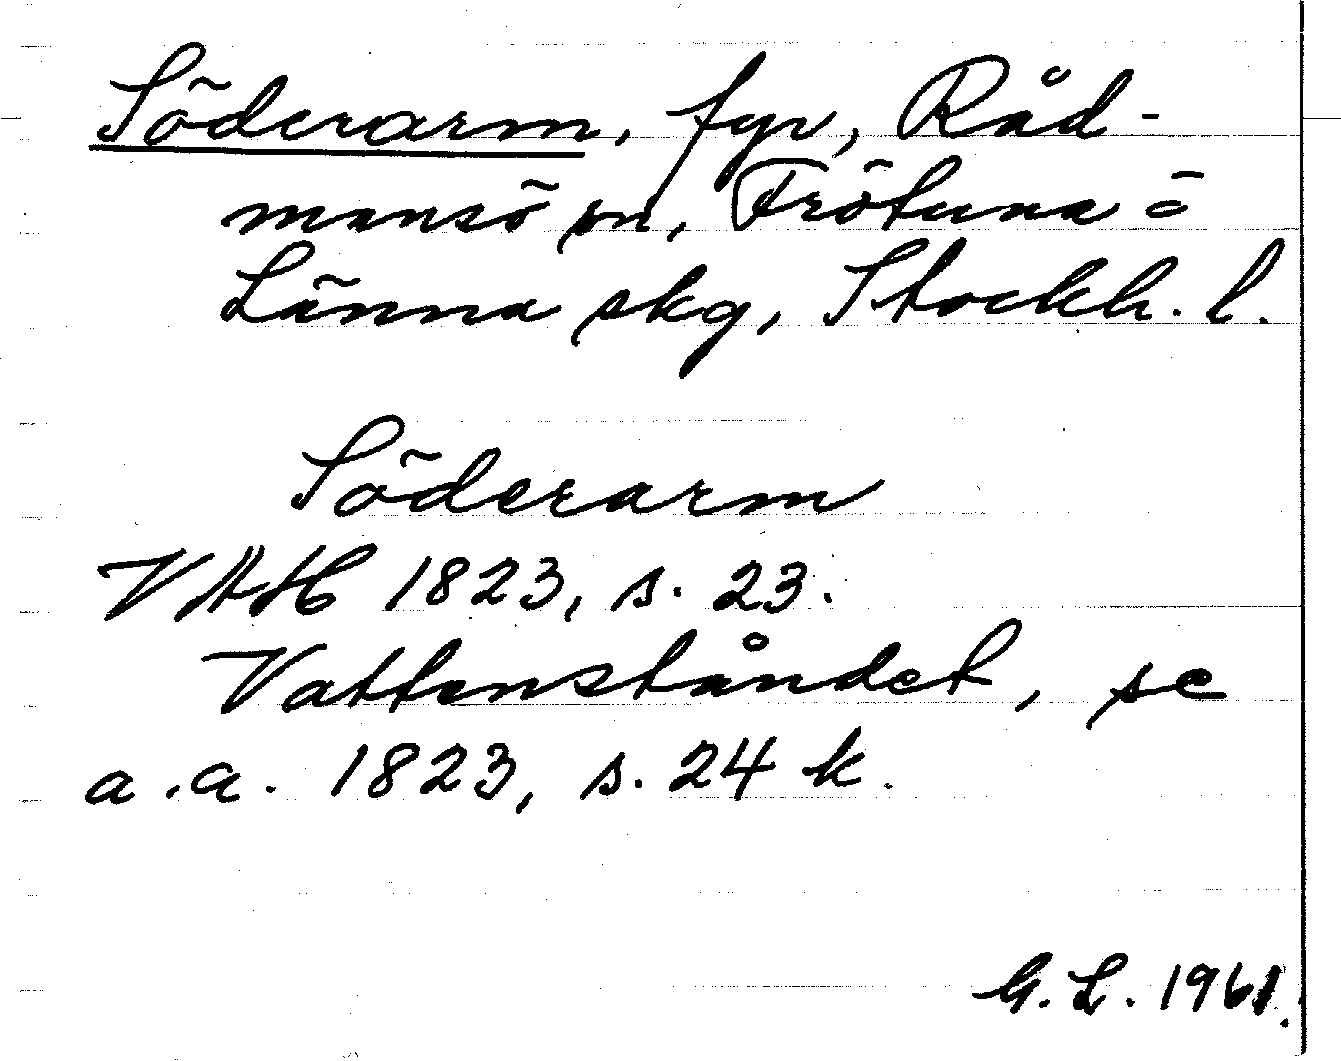 Söderarm, fyr, Råd-
mansö sn, Frötuna o
Länna skg, Stockh. l.
Söderarm
VAH 1823, s. 23.
Vattenståndet, se
a.a. 1823, s. 24 k.
G. L. 1961.